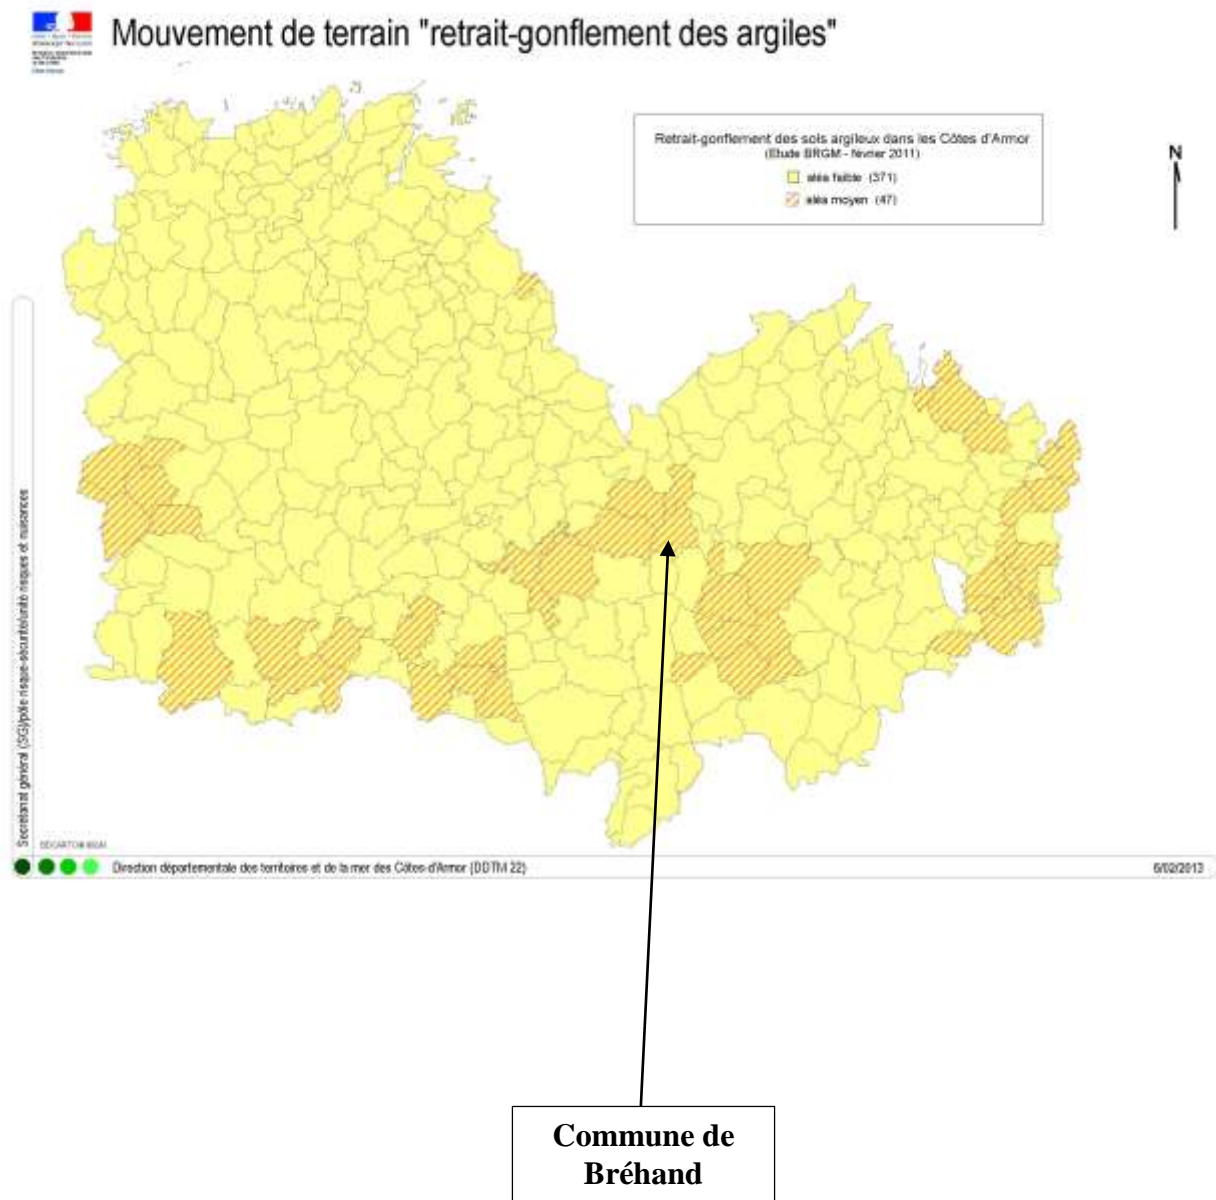 Mouvement de terrain "retrait-gonflement des argiles"
Retrait-gonflement des sols argileux dans les Côtes d'Armor
(Etude BRGM - février 2011)
aléa faible (371)
aléa moyen (47)
N
Secrétariat général (SG)/pôle risque-sécurité/unité risques et nuisances
Direction départementale des territoires et de la mer des Côtes-d'Armor (DDTM 22)
6/02/2013
Commune de
Bréhand